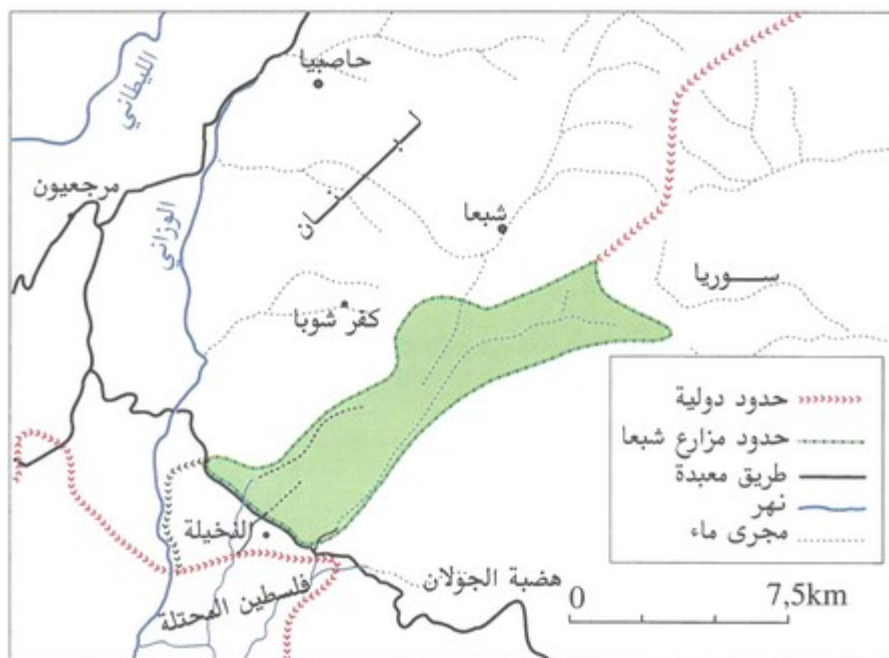 حاصبيا
الليطاني
لبنان
مرجعيون
الوزاني
شبعا
سوريا
كفر شوبا
حدود دولية
حدود مزارع شبعا
طريق معبدة
نهر
مجرى ماء
النخيلة
هضبة الجولان
فلسطين المحتلة
0 7,5km